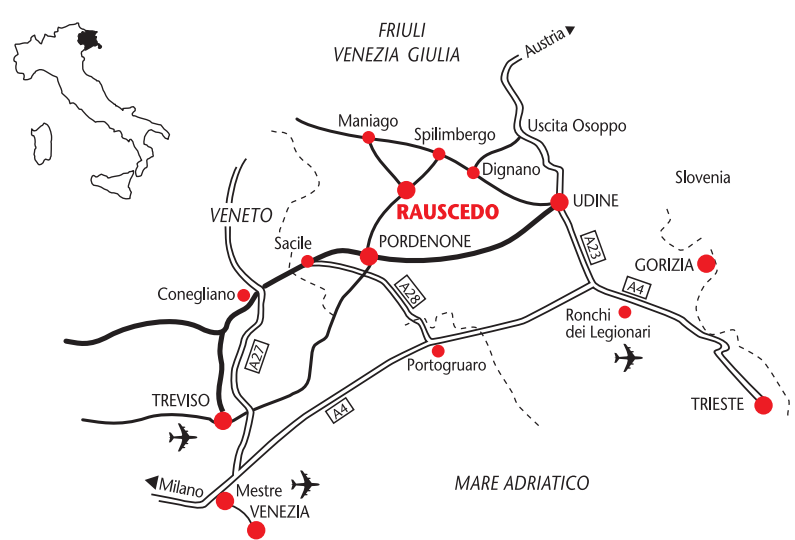 FRIULI
VENEZIA GIULIA
Austria
Maniago
Spilimbergo
Uscita Osoppo
Dignano
Slovenia
RAUSCEDO
UDINE
VENETO
Sacile
PORDENONE
A23
GORIZIA
Conegliano
A28
A4
Ronchi
dei Legionari
A27
Portogruaro
TREVISO
A4
TRIESTE
Milano
Mestre
VENEZIA
MARE ADRIATICO